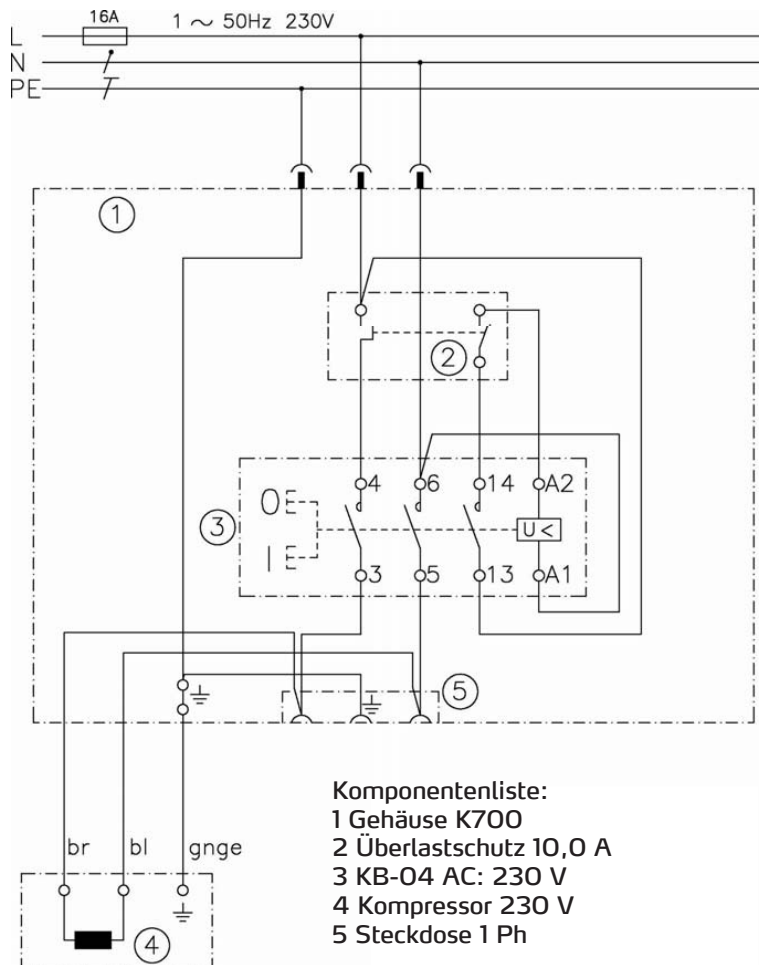 16A 1 ~ 50Hz 230V
L
N
PE
1
2
3 O 4 6 14 A2
U<
I 3 5 13 A1
5
br bl gnge
4
Komponentenliste:
1 Gehäuse K700
2 Überlastschutz 10,0 A
3 KB-04 AC: 230 V
4 Kompressor 230 V
5 Steckdose 1 Ph